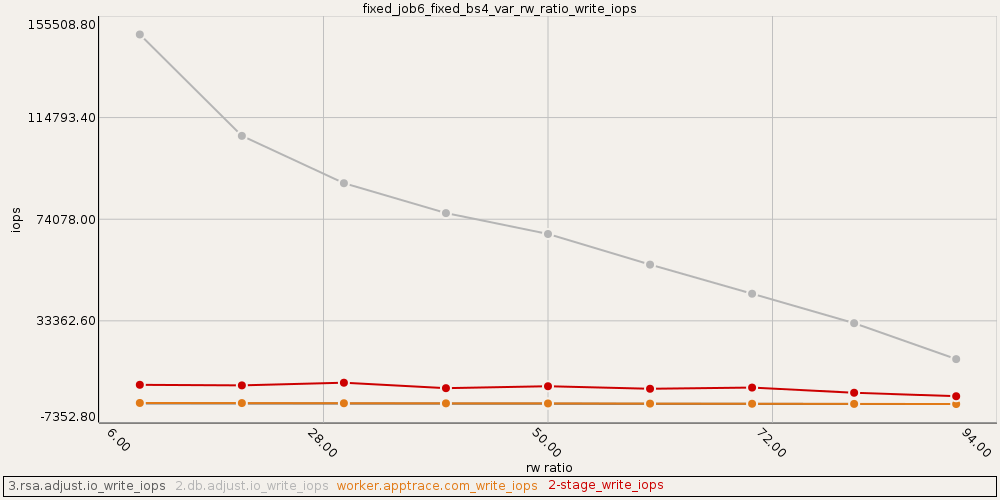 fixed_job6_fixed_bs4_var_rw_ratio_write_iops
155508.80
114793.40
74078.00
33362.60
-7352.80
iops
6.00
28.00
50.00
72.00
94.00
rw ratio
3.rsa.adjust.io_write_iops 2.db.adjust.io_write_iops worker.apptrace.com_write_iops 2-stage_write_iops